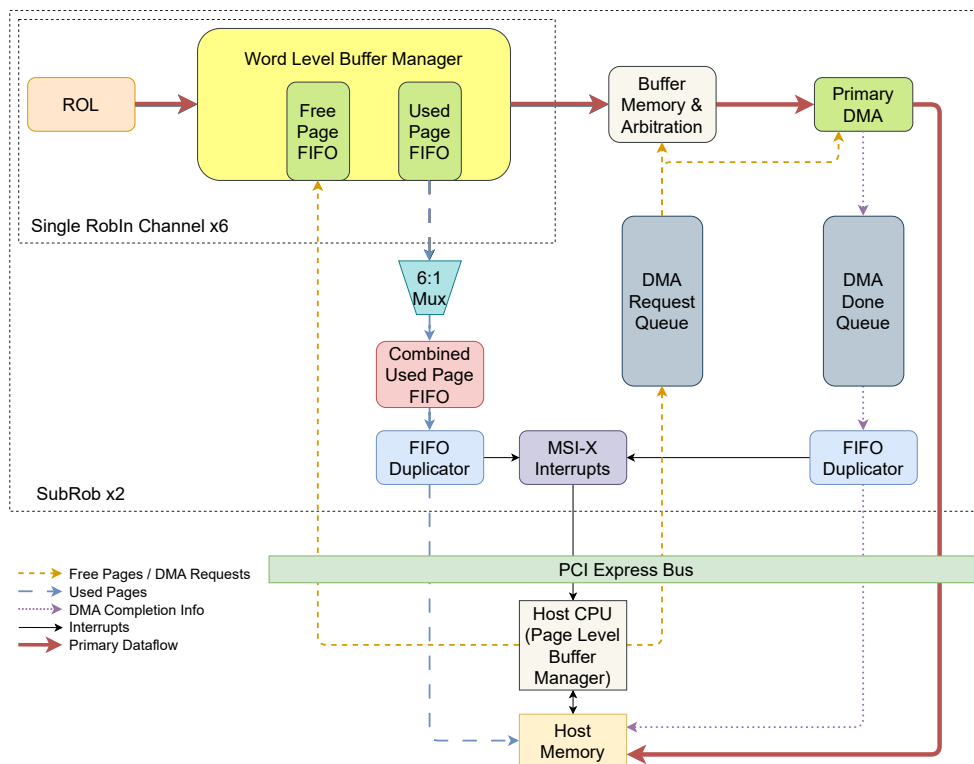 Word Level Buffer Manager
ROL
Free
Page
FIFO
Used
Page
FIFO
Buffer
Memory &
Arbitration
Primary
DMA
Single RobIn Channel x6
6:1
Mux
DMA
Request
Queue
DMA
Done
Queue
Combined
Used Page
FIFO
FIFO
Duplicator
MSI-X
Interrupts
FIFO
Duplicator
SubRob x2
PCI Express Bus
Free Pages / DMA Requests
Used Pages
DMA Completion Info
Interrupts
Primary Dataflow
Host CPU
(Page Level
Buffer
Manager)
Host
Memory